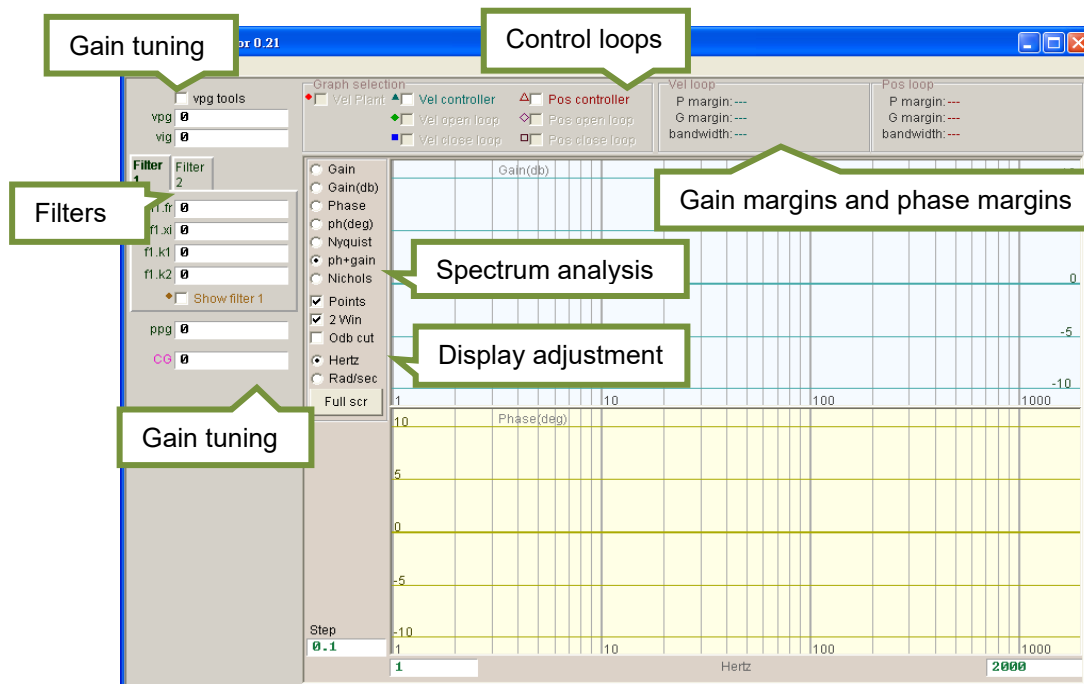 Gain tuning
or 0.21
Control loops
vpg tools
vpg 0
vig 0
Graph selection
Vel Plant
Vel controller
Pos controller
Vel open loop
Pos open loop
Vel close loop
Pos close loop
Vel loop
P margin:---
G margin:---
bandwidth:---
Pos loop
P margin:---
G margin:---
bandwidth:---
Filter
1
Filter
2
Filters
f1.fr 0
f1.xi 0
f1.k1 0
f1.k2 0
Show filter 1
ppg 0
CG 0
Gain tuning
Gain
Gain(db)
Phase
ph(deg)
Nyquist
ph+gain
Nichols
Points
2 Win
Odb cut
Hertz
Rad/sec
Full scr
Spectrum analysis
Display adjustment
Gain margins and phase margins
Gain(db)
0
-5
-10
1 10 100 1000
Phase(deg)
10
5
0
-5
-10
1 10 100 1000
Step
0.1
1 Hertz 2000